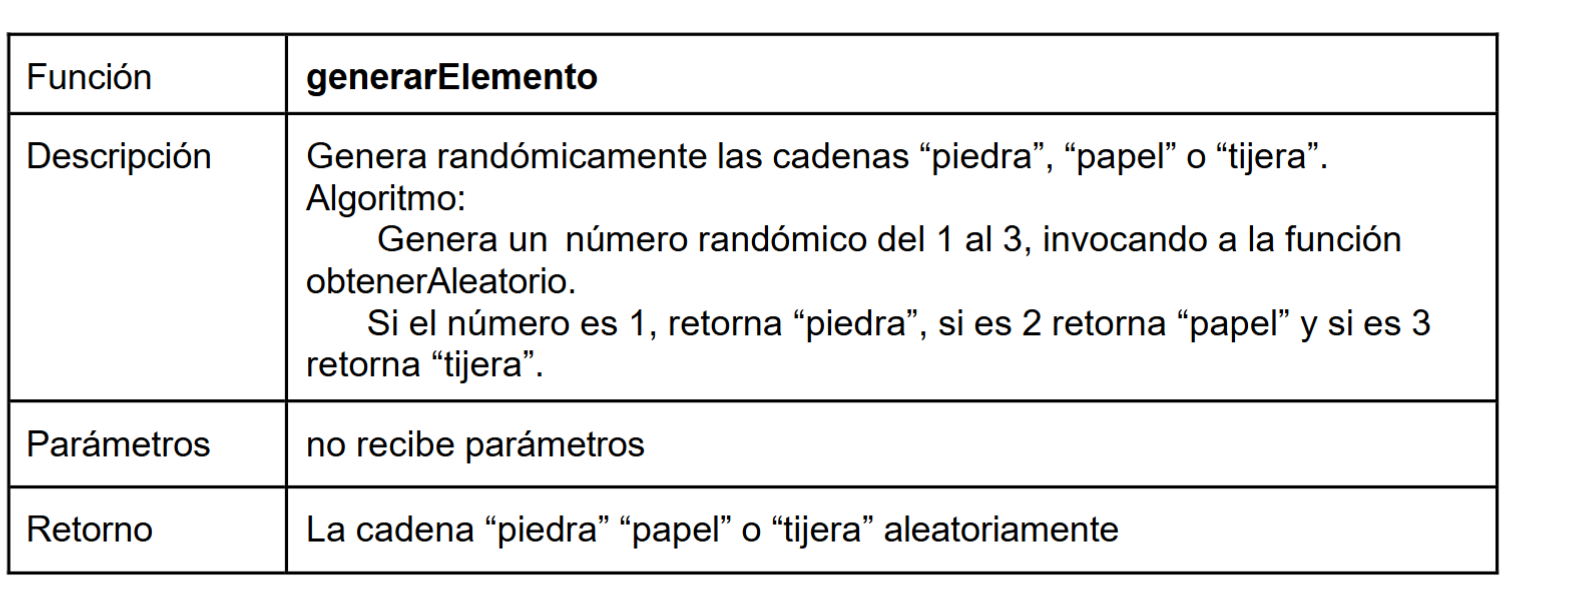 Función
generarElemento
Descripción
Genera randómicamente las cadenas “piedra”, “papel” o “tijera”.
Algoritmo:
Genera un número randómico del 1 al 3, invocando a la función
obtenerAleatorio.
Si el número es 1, retorna “piedra”, si es 2 retorna “papel” y si es 3
retorna “tijera”.
Parámetros
no recibe parámetros
Retorno
La cadena “piedra” “papel” o “tijera” aleatoriamente